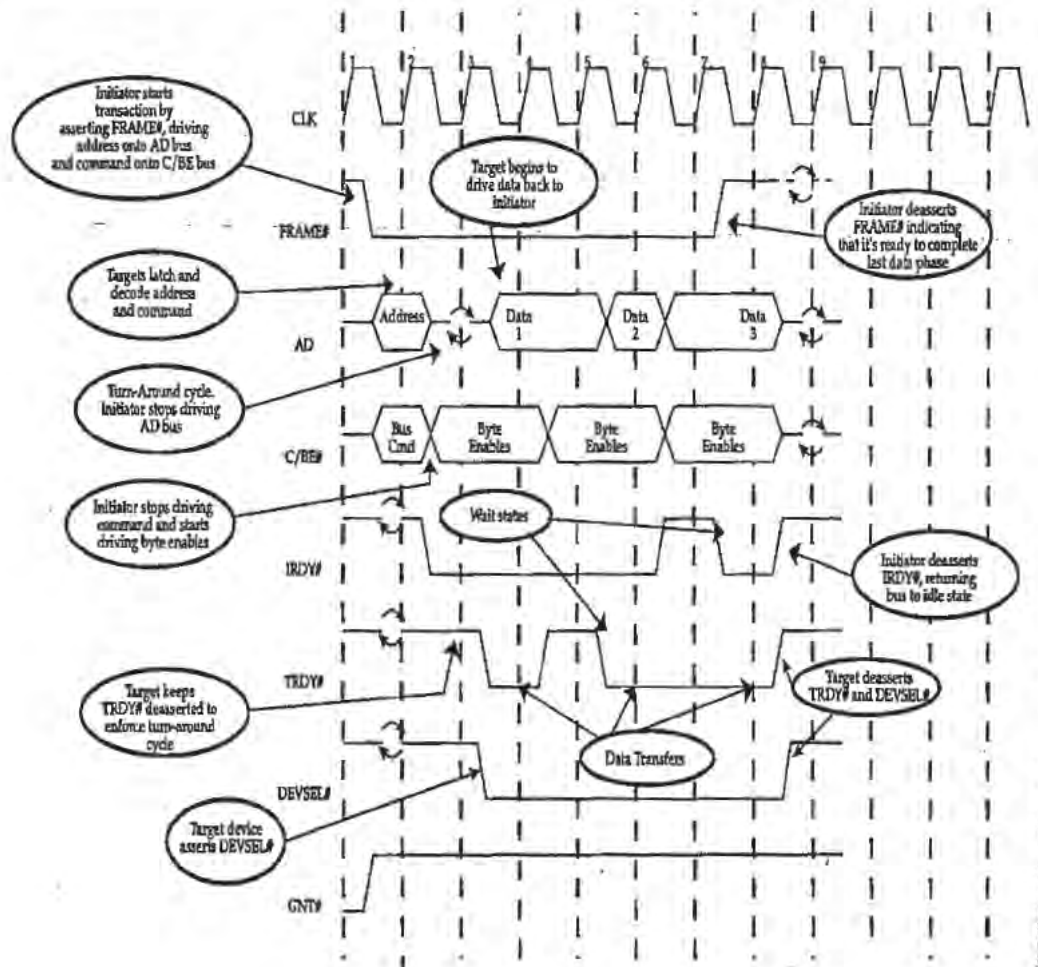 1 2 3 4 5 6 7 8 9
CLK
Initiator starts
transaction by
asserting FRAME#, driving
address onto AD bus
and command onto C/BE bus
Target begins to
drive data back to
initiator
FRAME#
Initiator deasserts
FRAME# indicating
that it's ready to complete
last data phase
Targets latch and
decode address
and command
Address
Data
1
Data
2
Data
3
AD
Turn-Around cycle.
Initiator stops driving
AD bus
Bus
Cmd
Byte
Enables
Byte
Enables
Byte
Enables
C/BE#
Initiator stops driving
command and starts
driving byte enables
Wait states
IRDY#
Initiator deasserts
IRDY#, returning
bus to idle state
TRDY#
Target keeps
TRDY# deasserted to
enforce turn-around
cycle
Target deasserts
TRDY# and DEVSEL#
Data Transfers
DEVSEL#
Target device
asserts DEVSEL#
GNT#